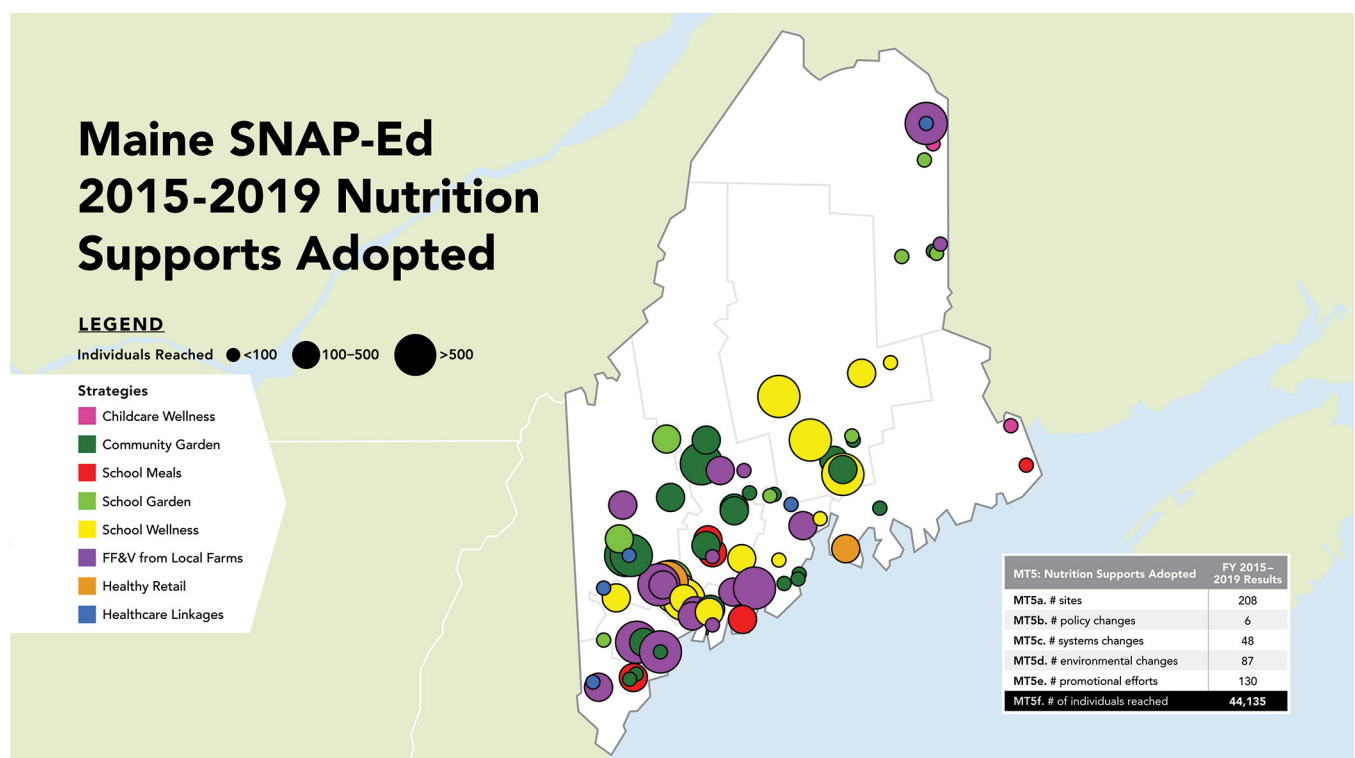 Maine SNAP-Ed
2015-2019 Nutrition
Supports Adopted
LEGEND
Individuals Reached <100 100–500 >500
Strategies
Childcare Wellness
Community Garden
School Meals
School Garden
School Wellness
FF&V from Local Farms
Healthy Retail
Healthcare Linkages
MT5: Nutrition Supports Adopted FY 2015–
2019 Results
MT5a. # sites 208
MT5b. # policy changes 6
MT5c. # systems changes 48
MT5d. # environmental changes 87
MT5e. # promotional efforts 130
MT5f. # of individuals reached 44,135